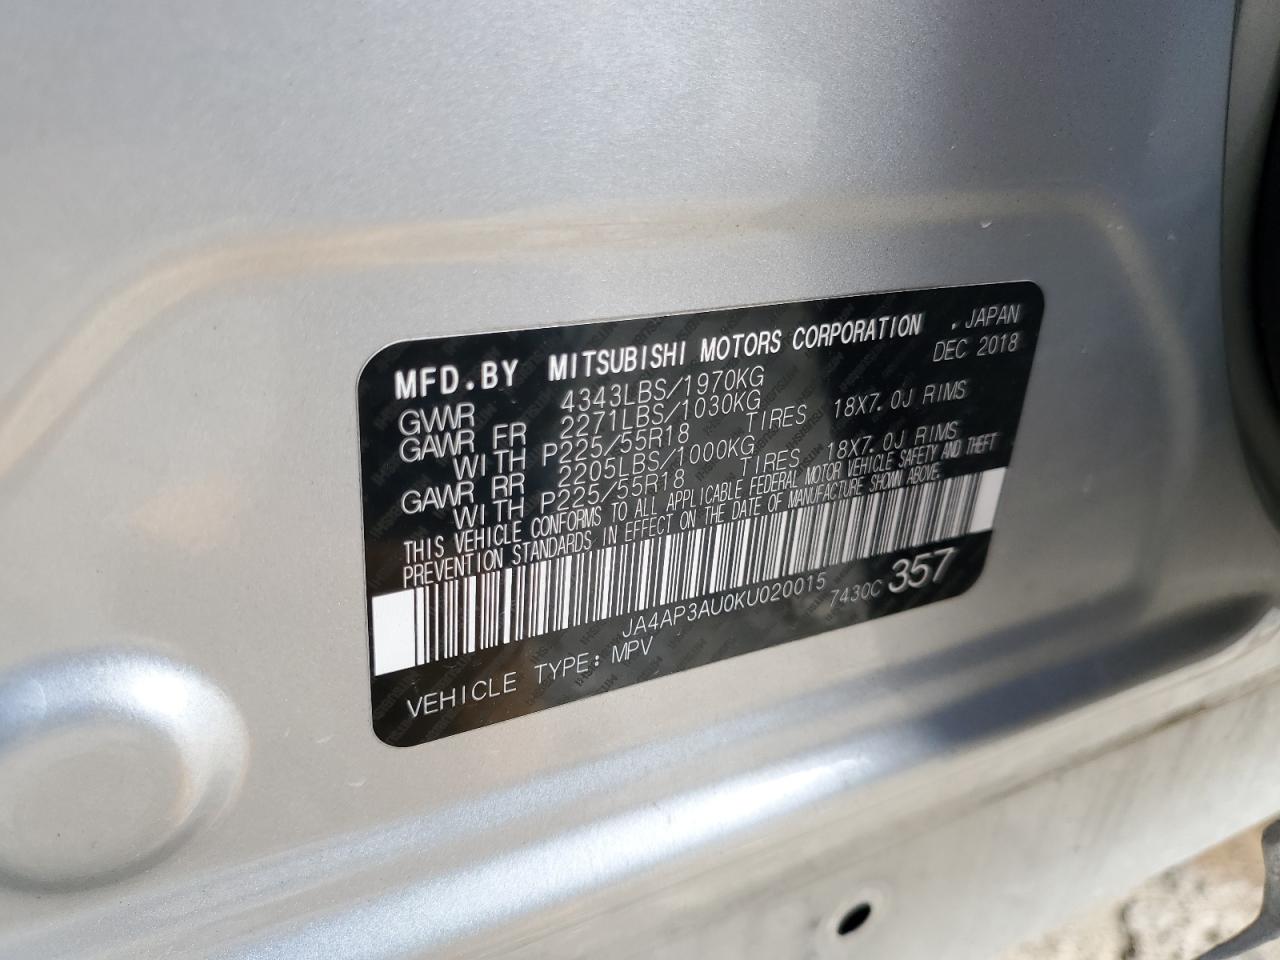 MFD.BY MITSUBISHI MOTORS CORPORATION .JAPAN
DEC 2018
GVWR 4343LBS/1970KG
GAWR FR 2271LBS/1030KG
WITH P225/55R18 TIRES 18X7.0J RIMS
GAWR RR 2205LBS/1000KG
WITH P225/55R18 TIRES 18X7.0J RIMS
THIS VEHICLE CONFORMS TO ALL APPLICABLE FEDERAL MOTOR VEHICLE SAFETY AND THEFT
PREVENTION STANDARDS IN EFFECT ON THE DATE OF MANUFACTURE SHOWN ABOVE.
JA4AP3AU0KU020015 7430C 357
VEHICLE TYPE: MPV